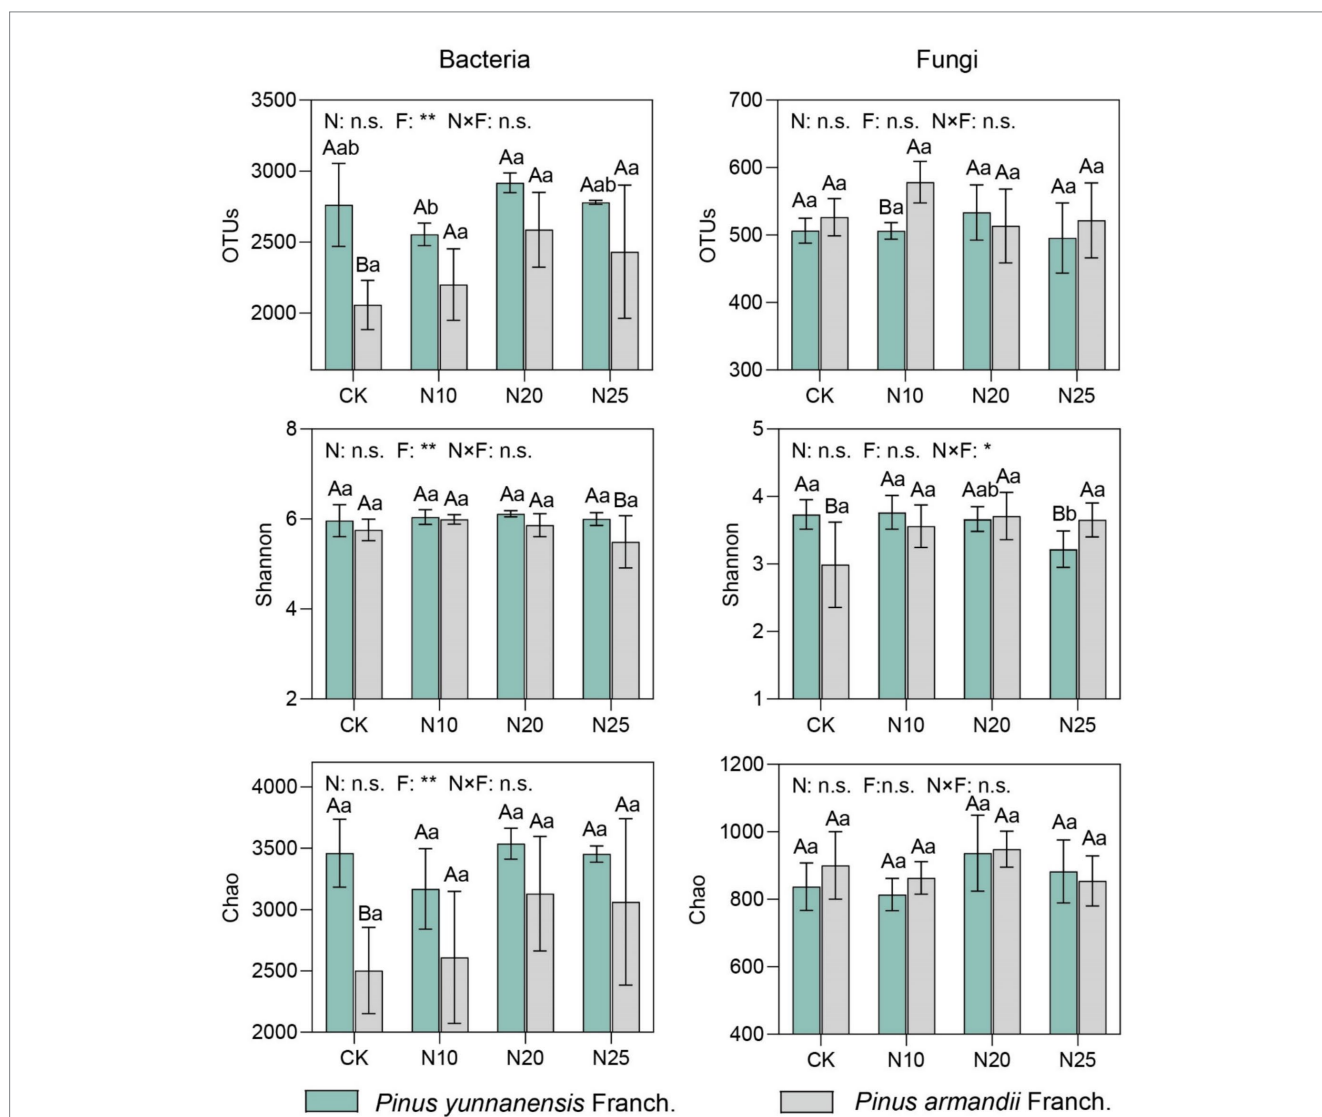 Bacteria
Fungi
3500
3000
2500
2000
OTUs
N: n.s. F: ** N×F: n.s.
Aab
Ba
Ab
Aa
Aa
Aa
Aab
Aa
CK
N10
N20
N25
700
600
500
400
300
OTUs
N: n.s. F: n.s. N×F: n.s.
Aa
Aa
Ba
Aa
Aa
Aa
Aa
Aa
CK
N10
N20
N25
8
6
4
2
Shannon
N: n.s. F: ** N×F: n.s.
Aa
Aa
Aa
Aa
Aa
Aa
Aa
Ba
CK
N10
N20
N25
5
4
3
2
1
Shannon
N: n.s. F: n.s. N×F: *
Aa
Ba
Aa
Aa
Aab
Aa
Bb
Aa
CK
N10
N20
N25
4000
3500
3000
2500
2000
Chao
N: n.s. F: ** N×F: n.s.
Aa
Ba
Aa
Aa
Aa
Aa
Aa
Aa
CK
N10
N20
N25
1200
1000
800
600
400
Chao
N: n.s. F:n.s. N×F: n.s.
Aa
Aa
Aa
Aa
Aa
Aa
Aa
Aa
CK
N10
N20
N25
Pinus yunnanensis Franch.
Pinus armandii Franch.